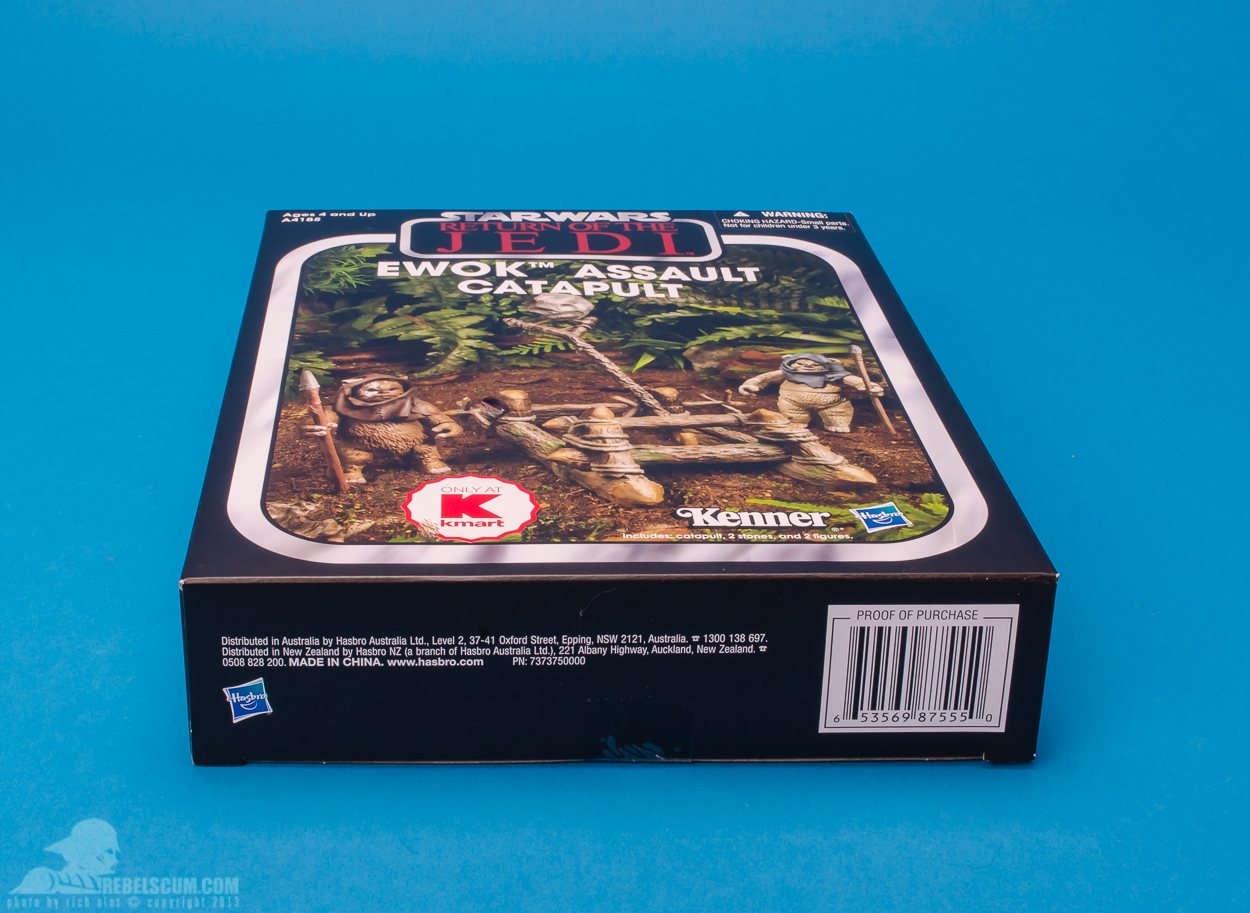 Ages 4 and Up
A4185
STAR WARS
RETURN OF THE
JEDI™
WARNING:
CHOKING HAZARD-Small parts.
Not for children under 3 years.
EWOK™ ASSAULT
CATAPULT
ONLY AT
K
kmart
Kenner®
Hasbro
Includes: catapult, 2 stones, and 2 figures.
Distributed in Australia by Hasbro Australia Ltd., Level 2, 37-41 Oxford Street, Epping, NSW 2121, Australia. ☎ 1300 138 697.
Distributed in New Zealand by Hasbro NZ (a branch of Hasbro Australia Ltd.), 221 Albany Highway, Auckland, New Zealand. ☎
0508 828 200. MADE IN CHINA. www.hasbro.com PN: 7373750000
Hasbro
PROOF OF PURCHASE
6 53569 87555 0
REBELSCUM.COM
photo by rich alot © copyright 2013